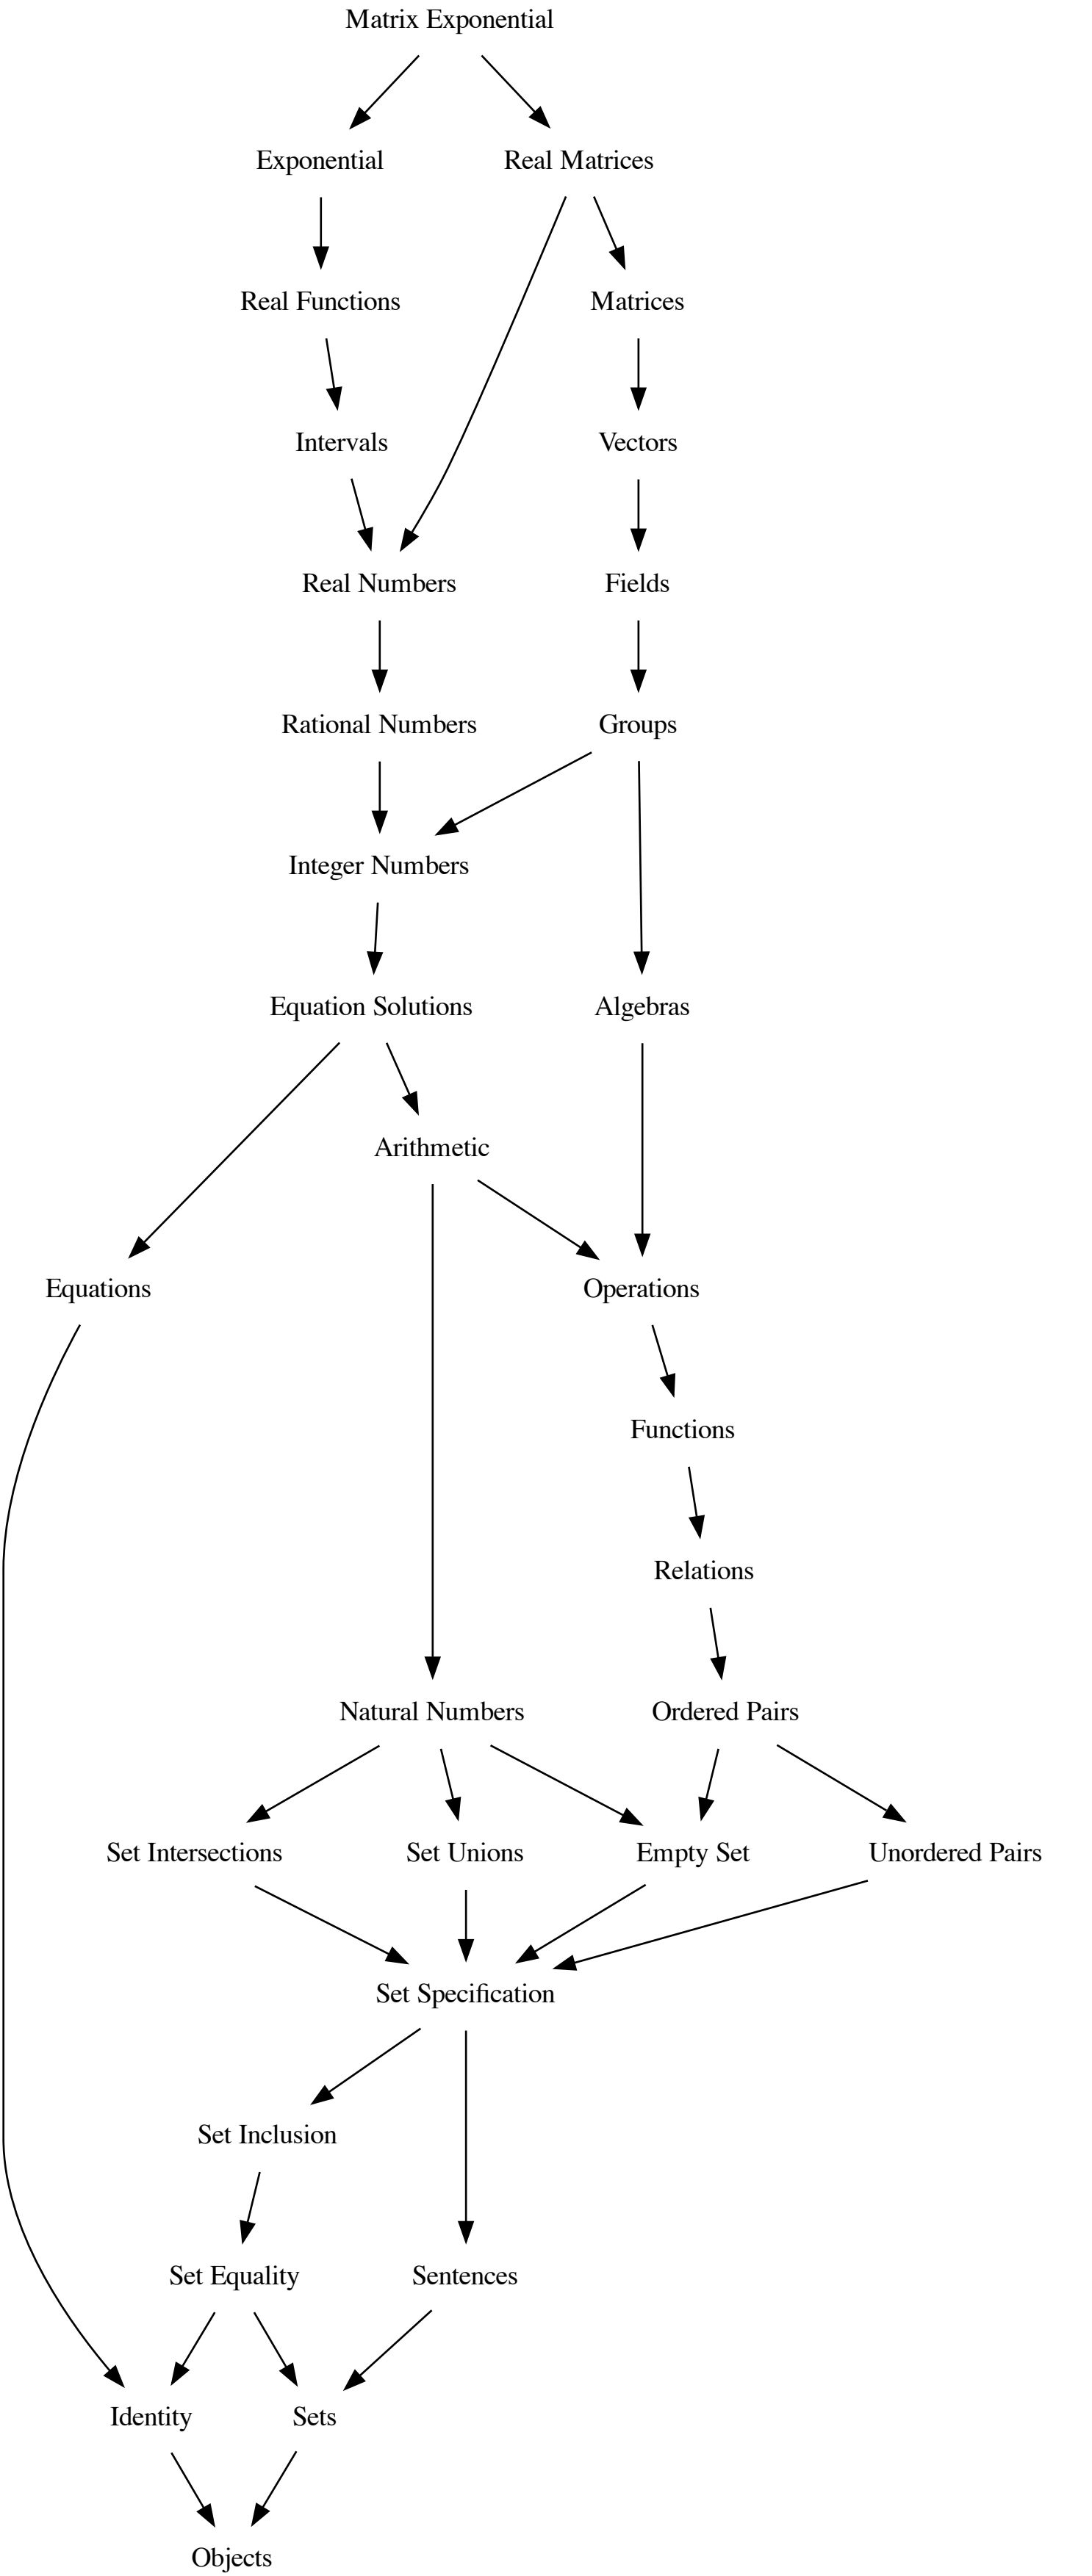 Matrix Exponential
Exponential
Real Matrices
Real Functions
Matrices
Intervals
Vectors
Real Numbers
Fields
Rational Numbers
Groups
Integer Numbers
Equation Solutions
Algebras
Arithmetic
Equations
Operations
Functions
Relations
Natural Numbers
Ordered Pairs
Set Intersections
Set Unions
Empty Set
Unordered Pairs
Set Specification
Set Inclusion
Set Equality
Sentences
Identity
Sets
Objects